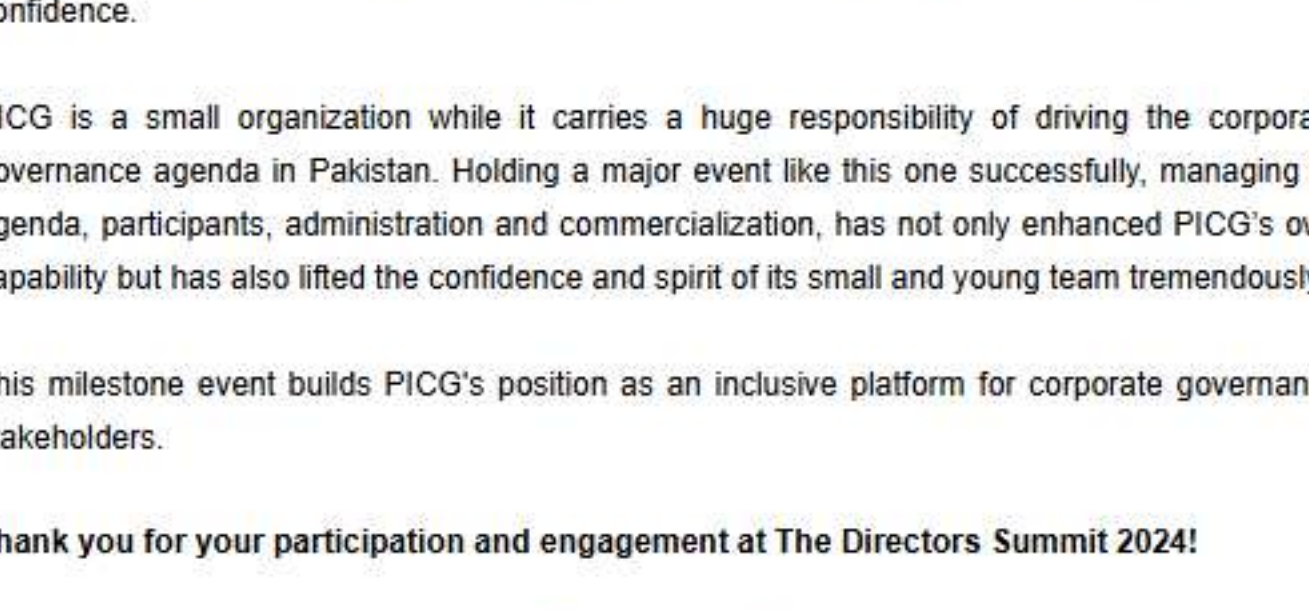 onfidence.
ICG is a small organization while it carries a huge responsibility of driving the corpora
overnance agenda in Pakistan. Holding a major event like this one successfully, managing
genda, participants, administration and commercialization, has not only enhanced PICG’s ow
apability but has also lifted the confidence and spirit of its small and young team tremendously
his milestone event builds PICG's position as an inclusive platform for corporate governan
takeholders.
hank you for your participation and engagement at The Directors Summit 2024!